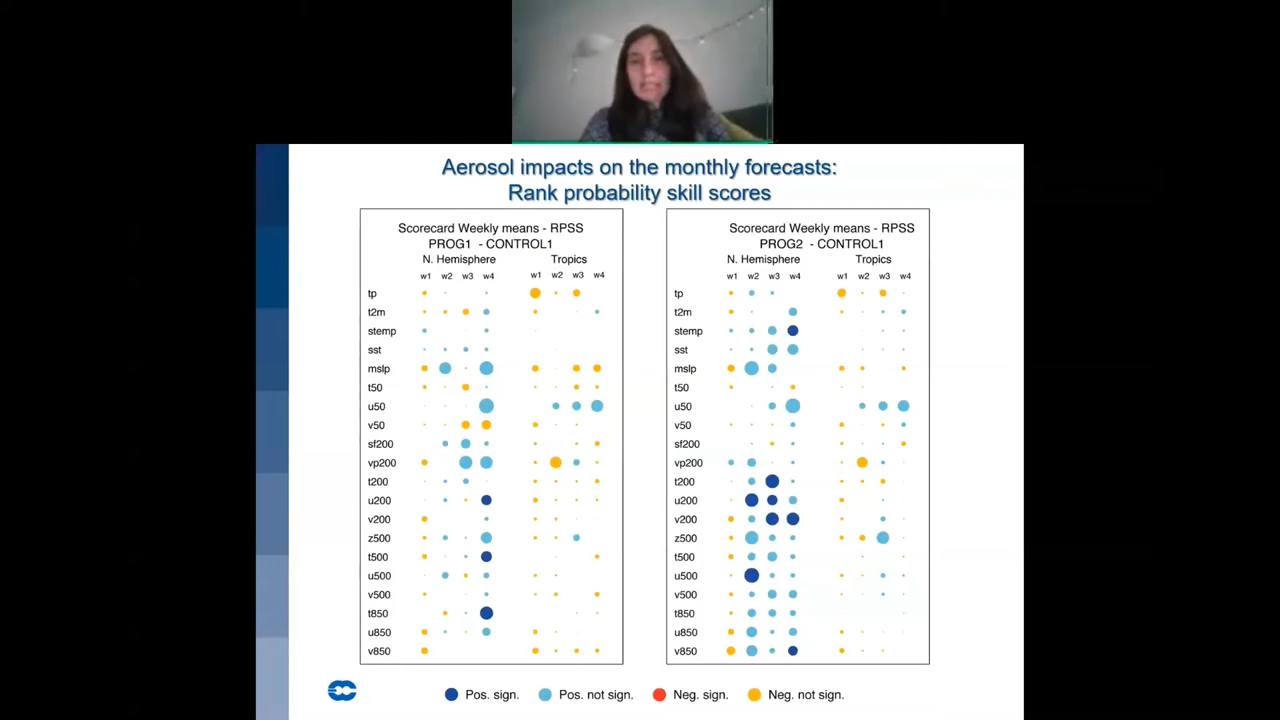 Aerosol impacts on the monthly forecasts:
Rank probability skill scores
Scorecard Weekly means - RPSS
PROG1 - CONTROL1
N. Hemisphere Tropics
w1 w2 w3 w4 w1 w2 w3 w4
tp
t2m
stemp
sst
mslp
t50
u50
v50
sf200
vp200
t200
u200
v200
z500
t500
u500
v500
t850
u850
v850
Scorecard Weekly means - RPSS
PROG2 - CONTROL1
N. Hemisphere Tropics
w1 w2 w3 w4 w1 w2 w3 w4
tp
t2m
stemp
sst
mslp
t50
u50
v50
sf200
vp200
t200
u200
v200
z500
t500
u500
v500
t850
u850
v850
Pos. sign. Pos. not sign. Neg. sign. Neg. not sign.